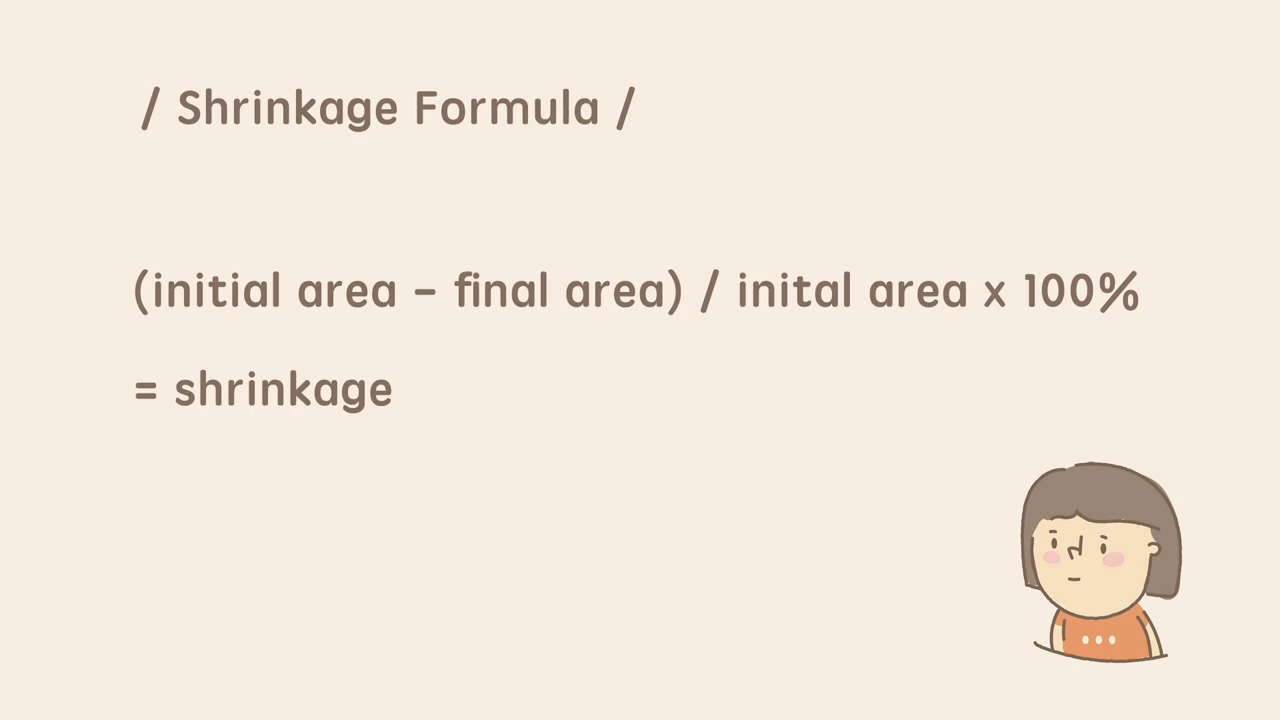 / Shrinkage Formula /
(initial area - final area) / inital area x 100%
= shrinkage